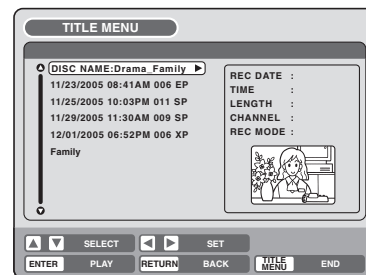 TITLE MENU
DISC NAME:Drama_Family ▶
11/23/2005 08:41AM 006 EP
11/25/2005 10:03PM 011 SP
11/29/2005 11:30AM 009 SP
12/01/2005 06:52PM 006 XP
Family
REC DATE :
TIME :
LENGTH :
CHANNEL :
REC MODE :
▲ ▼ SELECT ◀ ▶ SET
ENTER PLAY RETURN BACK TITLE MENU END